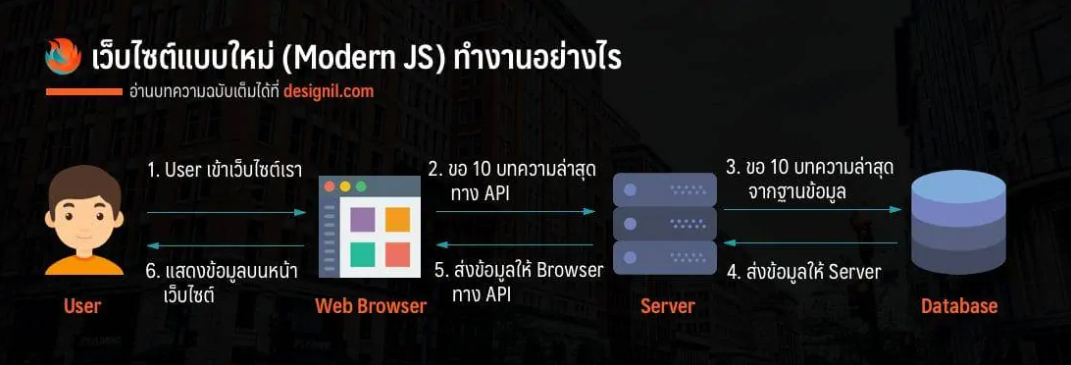 เว็บไซต์แบบใหม่ (Modern JS) ทำงานอย่างไร
อ่านบทความฉบับเต็มได้ที่ designil.com
1. User เข้าเว็บไซต์เรา
2. ขอ 10 บทความล่าสุด
ทาง API
3. ขอ 10 บทความล่าสุด
จากฐานข้อมูล
6. แสดงข้อมูลบนหน้า
เว็บไซต์
5. ส่งข้อมูลให้ Browser
ทาง API
4. ส่งข้อมูลให้ Server
User
Web Browser
Server
Database